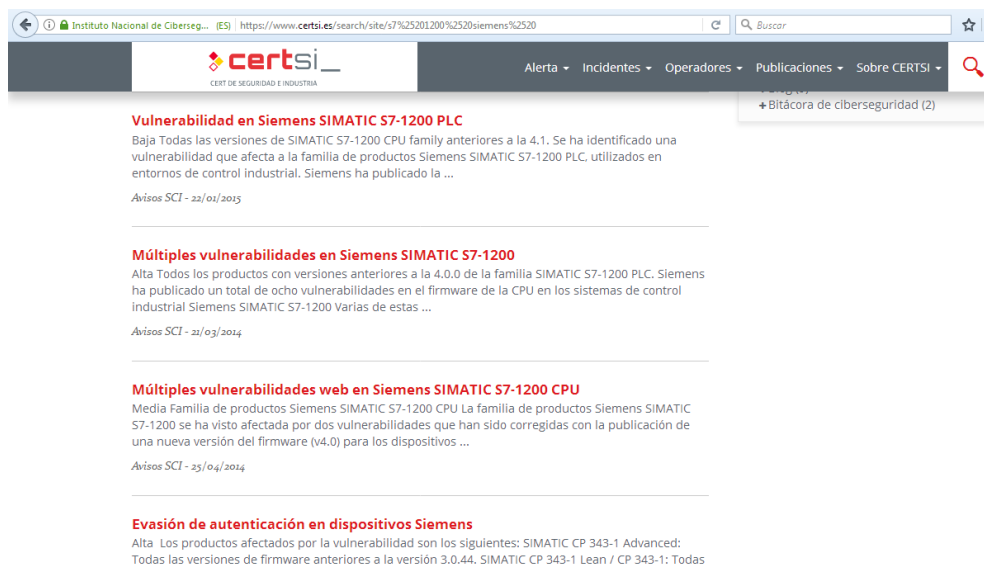 Instituto Nacional de Ciberseg... (ES) https://www.certsi.es/search/site/s7%25201200%2520siemens%2520
Buscar
certsi_
CERT DE SEGURIDAD E INDUSTRIA
Alerta Incidentes Operadores Publicaciones Sobre CERTSI
+Bitácora de ciberseguridad (2)
Vulnerabilidad en Siemens SIMATIC S7-1200 PLC
Baja Todas las versiones de SIMATIC S7-1200 CPU family anteriores a la 4.1. Se ha identificado una
vulnerabilidad que afecta a la familia de productos Siemens SIMATIC S7-1200 PLC, utilizados en
entornos de control industrial. Siemens ha publicado la ...
Avisos SCI - 22/01/2015
Múltiples vulnerabilidades en Siemens SIMATIC S7-1200
Alta Todos los productos con versiones anteriores a la 4.0.0 de la familia SIMATIC S7-1200 PLC. Siemens
ha publicado un total de ocho vulnerabilidades en el firmware de la CPU en los sistemas de control
industrial Siemens SIMATIC S7-1200 Varias de estas ...
Avisos SCI - 21/03/2014
Múltiples vulnerabilidades web en Siemens SIMATIC S7-1200 CPU
Media Familia de productos Siemens SIMATIC S7-1200 CPU La familia de productos Siemens SIMATIC
S7-1200 se ha visto afectada por dos vulnerabilidades que han sido corregidas con la publicación de
una nueva versión del firmware (v4.0) para los dispositivos ...
Avisos SCI - 25/04/2014
Evasión de autenticación en dispositivos Siemens
Alta Los productos afectados por la vulnerabilidad son los siguientes: SIMATIC CP 343-1 Advanced:
Todas las versiones de firmware anteriores a la versión 3.0.44. SIMATIC CP 343-1 Lean / CP 343-1: Todas